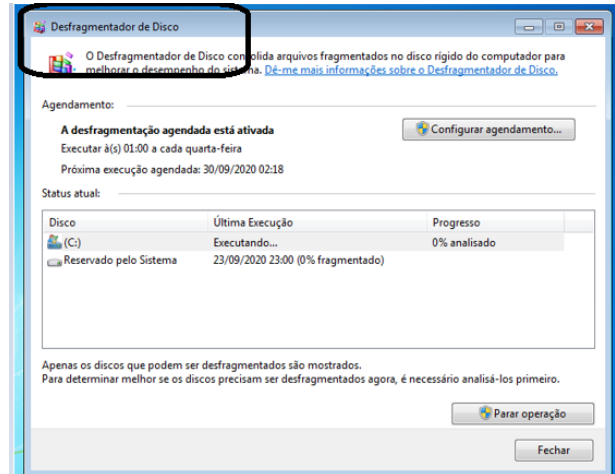 Desfragmentador de Disco
O Desfragmentador de Disco consolida arquivos fragmentados no disco rígido do computador para
melhorar o desempenho do sistema. Dê-me mais informações sobre o Desfragmentador de Disco.
Agendamento:
A desfragmentação agendada está ativada
Configurar agendamento...
Executar à(s) 01:00 a cada quarta-feira
Próxima execução agendada: 30/09/2020 02:18
Status atual:
Disco Última Execução Progresso
(C:) Executando... 0% analisado
Reservado pelo Sistema 23/09/2020 23:00 (0% fragmentado)
Apenas os discos que podem ser desfragmentados são mostrados.
Para determinar melhor se os discos precisam ser desfragmentados agora, é necessário analisá-los primeiro.
Parar operação
Fechar